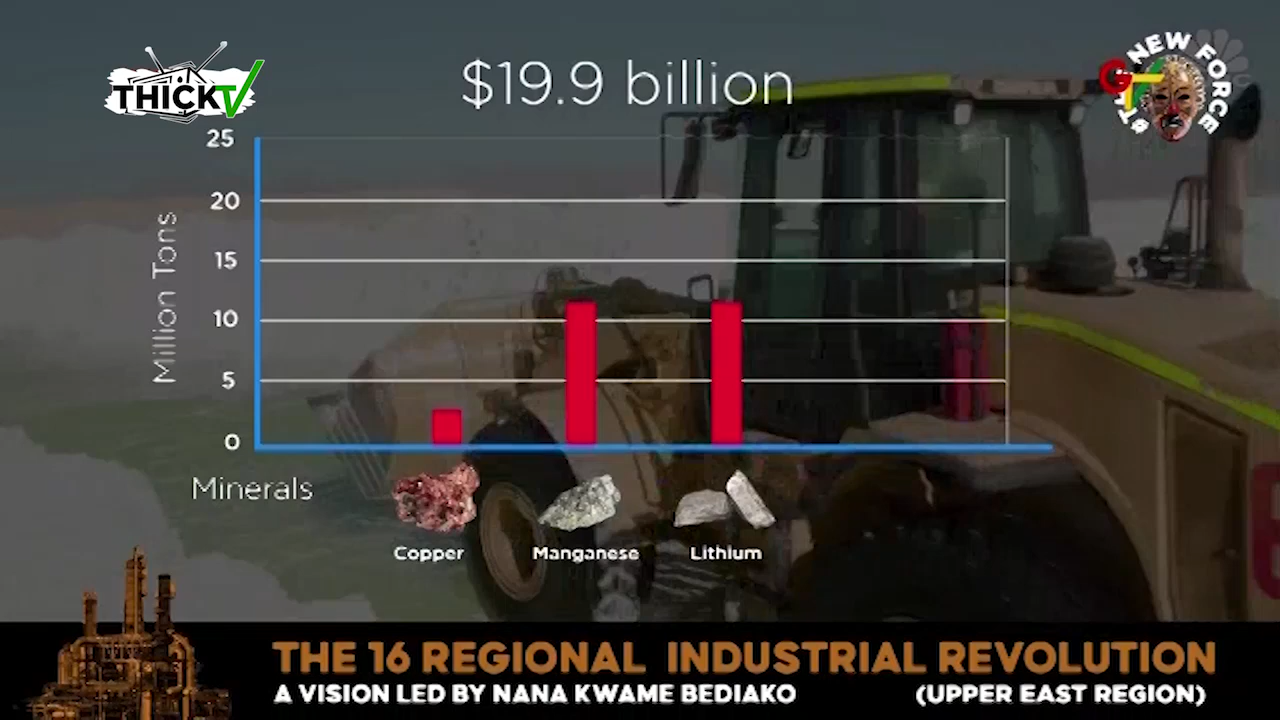 THICKTV
$19.9 billion
THE NEW FORCE
25
20
15
10
5
0
Million Tons
Minerals
Copper
Manganese
Lithium
THE 16 REGIONAL INDUSTRIAL REVOLUTION
A VISION LED BY NANA KWAME BEDIAKO
(UPPER EAST REGION)